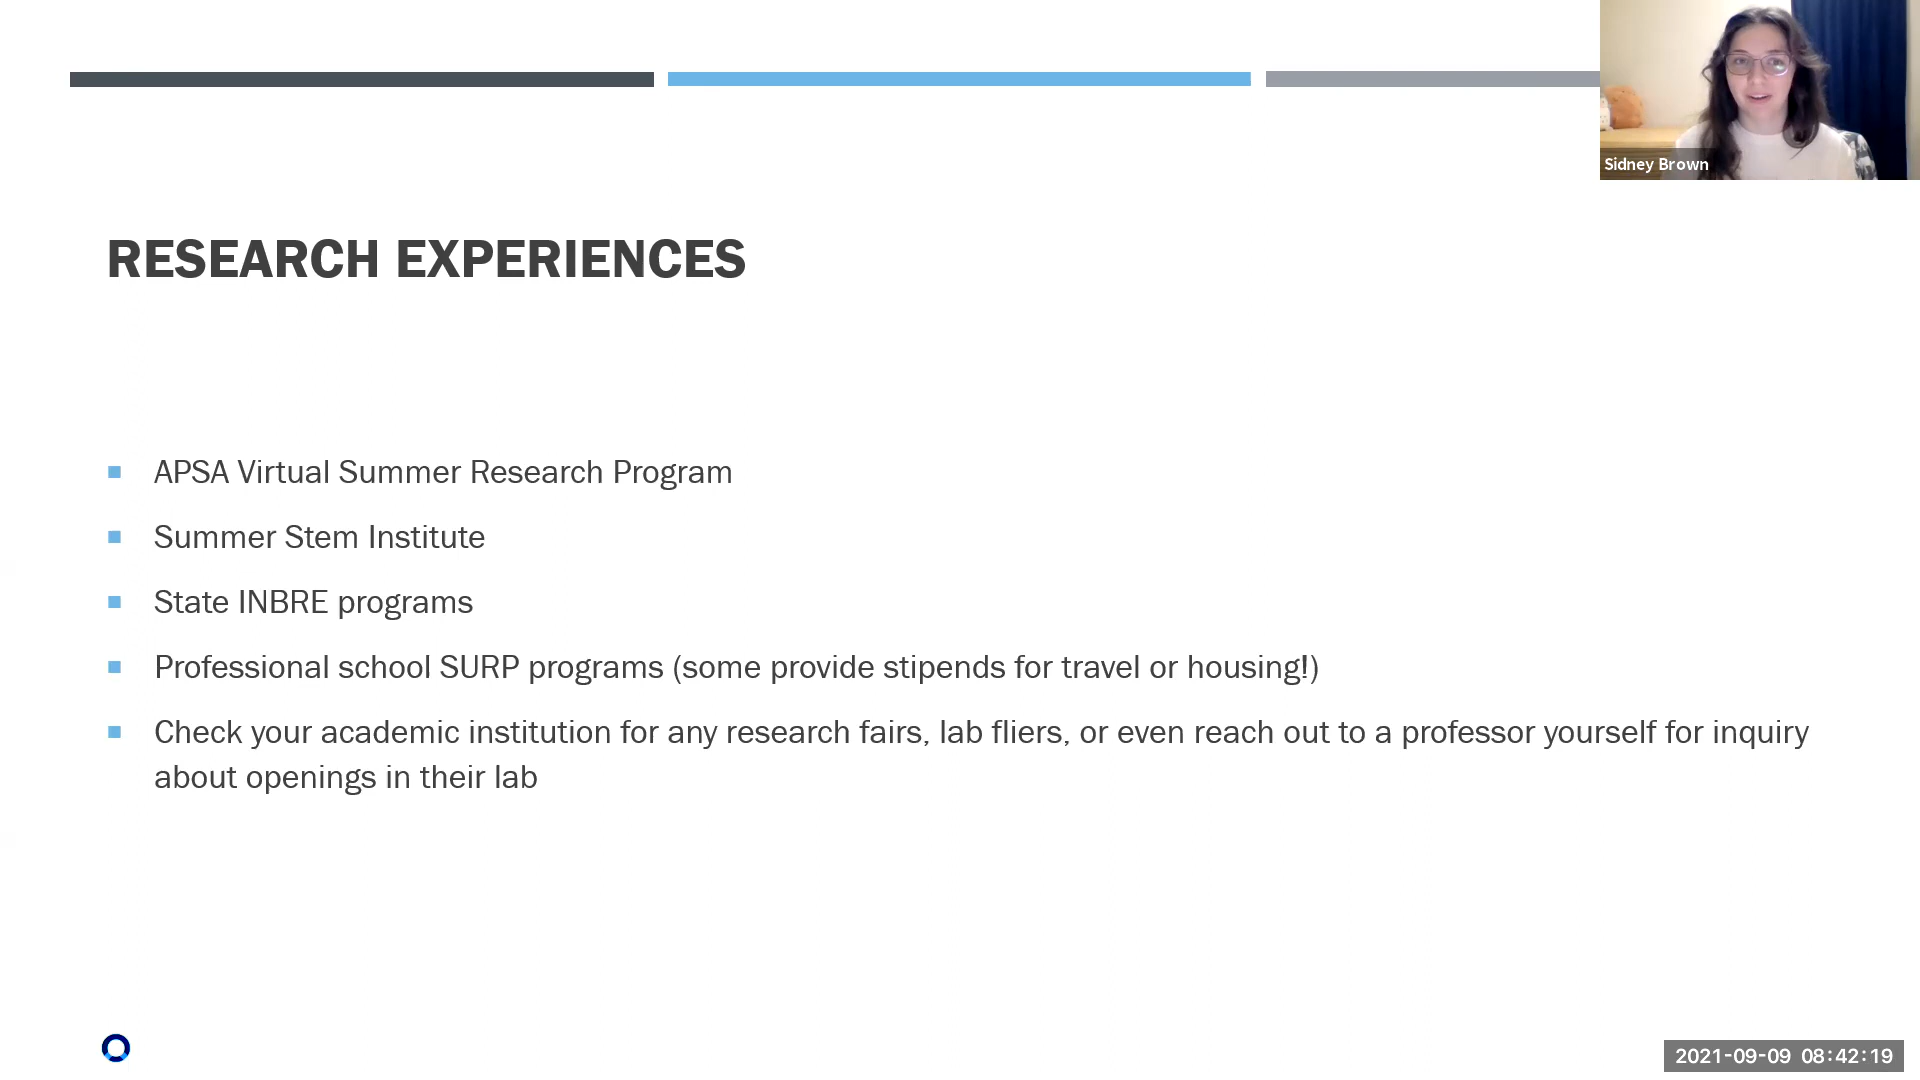 Sidney Brown
RESEARCH EXPERIENCES
APSA Virtual Summer Research Program
Summer Stem Institute
State INBRE programs
Professional school SURP programs (some provide stipends for travel or housing!)
Check your academic institution for any research fairs, lab fliers, or even reach out to a professor yourself for inquiry
about openings in their lab
2021-09-09 08:42:19